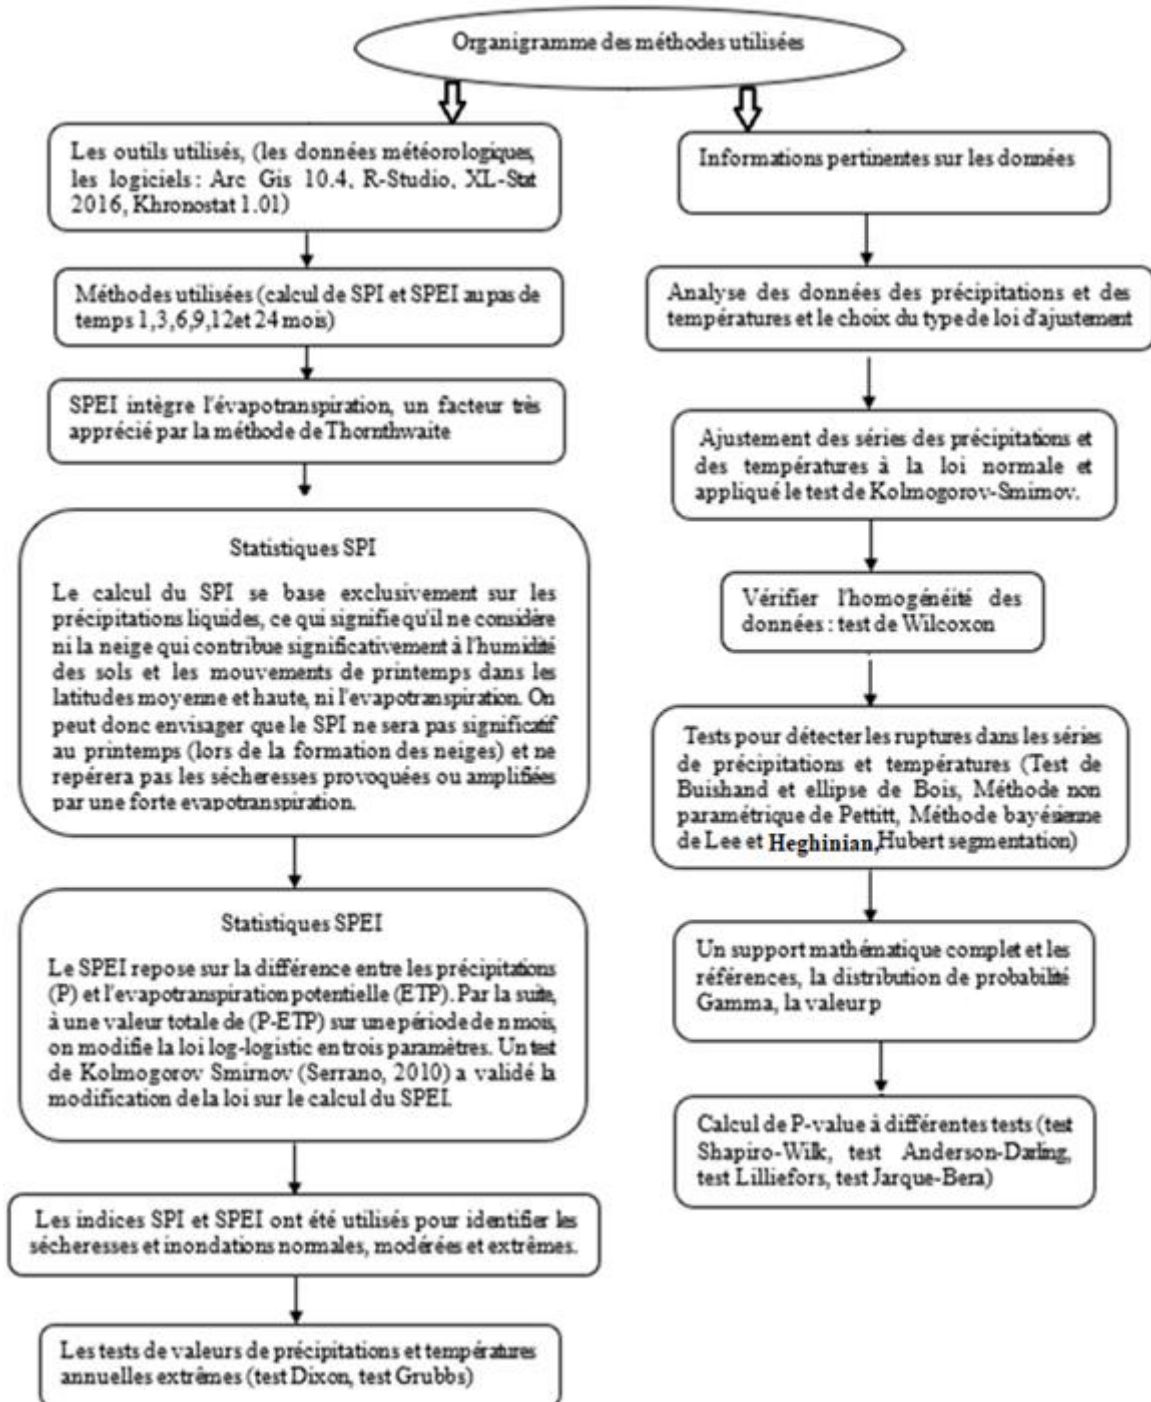 Organigramme des méthodes utilisées
Les outils utilisés, (les données météorologiques,
les logiciels : Arc Gis 10.4, R-Studio, XL-Stat
2016, Khronostat 1.01)
Méthodes utilisées (calcul de SPI et SPEI au pas de
temps 1,3,6,9,12et 24 mois)
SPEI intègre l'évapotranspiration, un facteur très
apprécié par la méthode de Thornthwaite
Statistiques SPI
Le calcul du SPI se base exclusivement sur les
précipitations liquides, ce qui signifie qu'il ne considère
ni la neige qui contribue significativement à l'humidité
des sols et les mouvements de printemps dans les
latitudes moyenne et haute, ni l'evapotranspiration. On
peut donc envisager que le SPI ne sera pas significatif
au printemps (lors de la formation des neiges) et ne
repérera pas les sécheresses provoquées ou amplifiées
par une forte evapotranspiration.
Statistiques SPEI
Le SPEI repose sur la différence entre les précipitations
(P) et l'evapotranspiration potentielle (ETP). Par la suite,
à une valeur totale de (P-ETP) sur une période de n mois,
on modifie la loi log-logistic en trois paramètres. Un test
de Kolmogorov Smirnov (Serrano, 2010) a validé la
modification de la loi sur le calcul du SPEI.
Les indices SPI et SPEI ont été utilisés pour identifier les
sécheresses et inondations normales, modérées et extrêmes.
Les tests de valeurs de précipitations et températures
annuelles extrêmes (test Dixon, test Grubbs)
Informations pertinentes sur les données
Analyse des données des précipitations et des
températures et le choix du type de loi d'ajustement
Ajustement des séries des précipitations et
des températures à la loi normale et
appliqué le test de Kolmogorov-Smirnov.
Vérifier l'homogénéité des
données : test de Wilcoxon
Tests pour détecter les ruptures dans les séries
de précipitations et températures (Test de
Buishand et ellipse de Bois, Méthode non
paramétrique de Pettitt, Méthode bayésienne
de Lee et Heghinian,Hubert segmentation)
Un support mathématique complet et les
références, la distribution de probabilité
Gamma, la valeur p
Calcul de P-value à différentes tests (test
Shapiro-Wilk, test Anderson-Darling,
test Lilliefors, test Jarque-Bera)